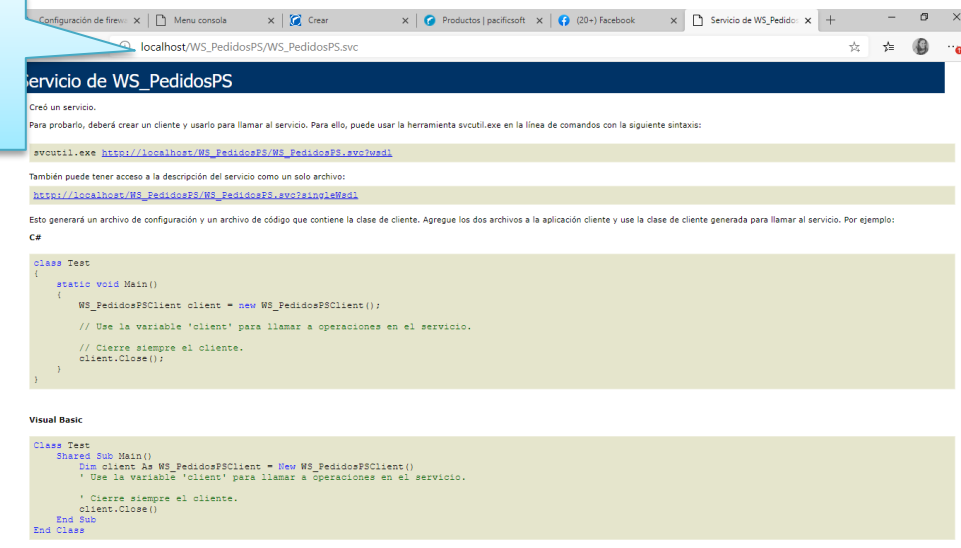 Configuración de firew
Menu consola
Crear
Productos | pacificsoft
(20+) Facebook
Servicio de WS_Pedidos
localhost/WS_PedidosPS/WS_PedidosPS.svc
Servicio de WS_PedidosPS
Creó un servicio.
Para probarlo, deberá crear un cliente y usarlo para llamar al servicio. Para ello, puede usar la herramienta svcutil.exe en la línea de comandos con la siguiente sintaxis:
svcutil.exe http://localhost/WS_PedidosPS/WS_PedidosPS.svc?wsdl
También puede tener acceso a la descripción del servicio como un solo archivo:
http://localhost/WS_PedidosPS/WS_PedidosPS.svc?singleWsdl
Esto generará un archivo de configuración y un archivo de código que contiene la clase de cliente. Agregue los dos archivos a la aplicación cliente y use la clase de cliente generada para llamar al servicio. Por ejemplo:
C#
class Test
{
static void Main()
{
WS_PedidosPSClient client = new WS_PedidosPSClient();
// Use la variable 'client' para llamar a operaciones en el servicio.
// Cierre siempre el cliente.
client.Close();
}
}
Visual Basic
Class Test
Shared Sub Main()
Dim client As WS_PedidosPSClient = New WS_PedidosPSClient()
' Use la variable 'client' para llamar a operaciones en el servicio.
' Cierre siempre el cliente.
client.Close()
End Sub
End Class